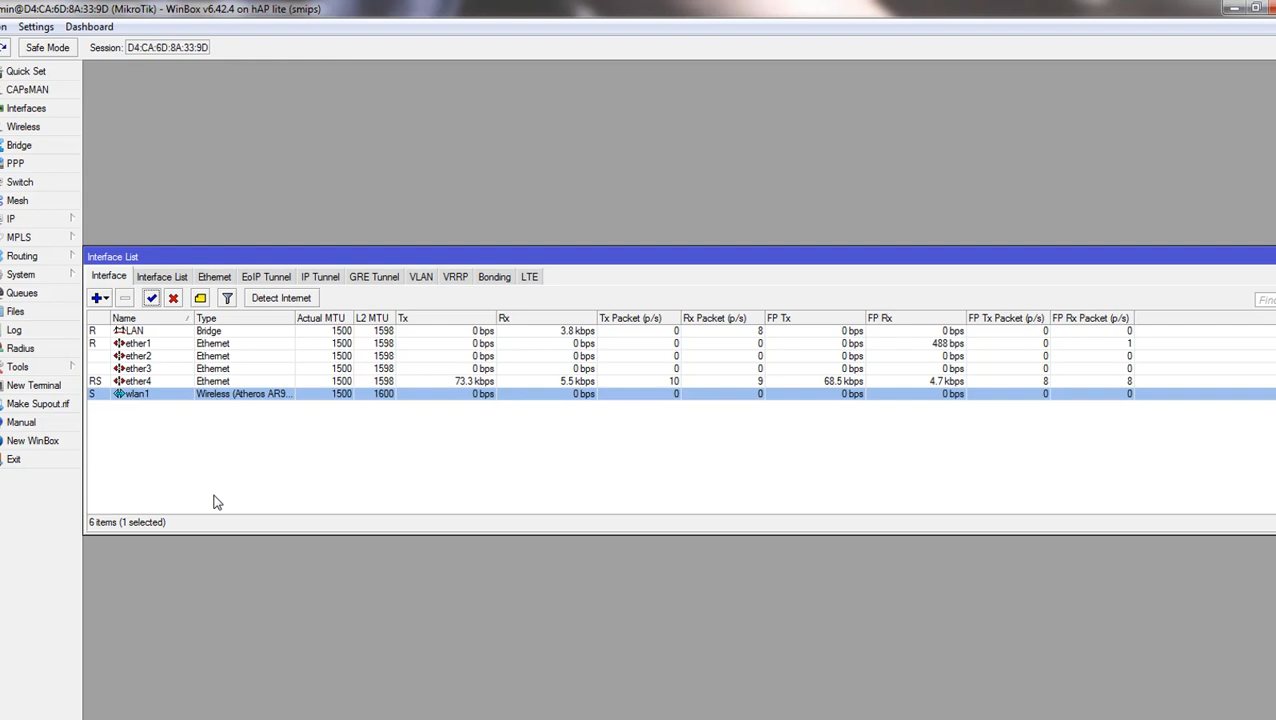 min@D4:CA:6D:8A:33:9D (MikroTik) - WinBox v6.42.4 on hAP lite (smips)
Settings Dashboard
Safe Mode Session: D4:CA:6D:8A:33:9D
Quick Set
CAPsMAN
Interfaces
Wireless
Bridge
PPP
Switch
Mesh
IP
MPLS
Routing
System
Queues
Files
Log
Radius
Tools
New Terminal
Make Supout.rif
Manual
New WinBox
Exit
Interface List
Interface Interface List Ethernet EoIP Tunnel IP Tunnel GRE Tunnel VLAN VRRP Bonding LTE
Detect Internet Find
Name / Type Actual MTU L2 MTU Tx Rx Tx Packet (p/s) Rx Packet (p/s) FP Tx FP Rx FP Tx Packet (p/s) FP Rx Packet (p/s)
R LAN Bridge 1500 1598 0 bps 3.8 kbps 0 8 0 bps 0 bps 0 0
R ether1 Ethernet 1500 1598 0 bps 0 bps 0 0 0 bps 488 bps 0 1
ether2 Ethernet 1500 1598 0 bps 0 bps 0 0 0 bps 0 bps 0 0
ether3 Ethernet 1500 1598 0 bps 0 bps 0 0 0 bps 0 bps 0 0
RS ether4 Ethernet 1500 1598 73.3 kbps 5.5 kbps 10 9 68.5 kbps 4.7 kbps 8 8
S wlan1 Wireless (Atheros AR9... 1500 1600 0 bps 0 bps 0 0 0 bps 0 bps 0 0
6 items (1 selected)